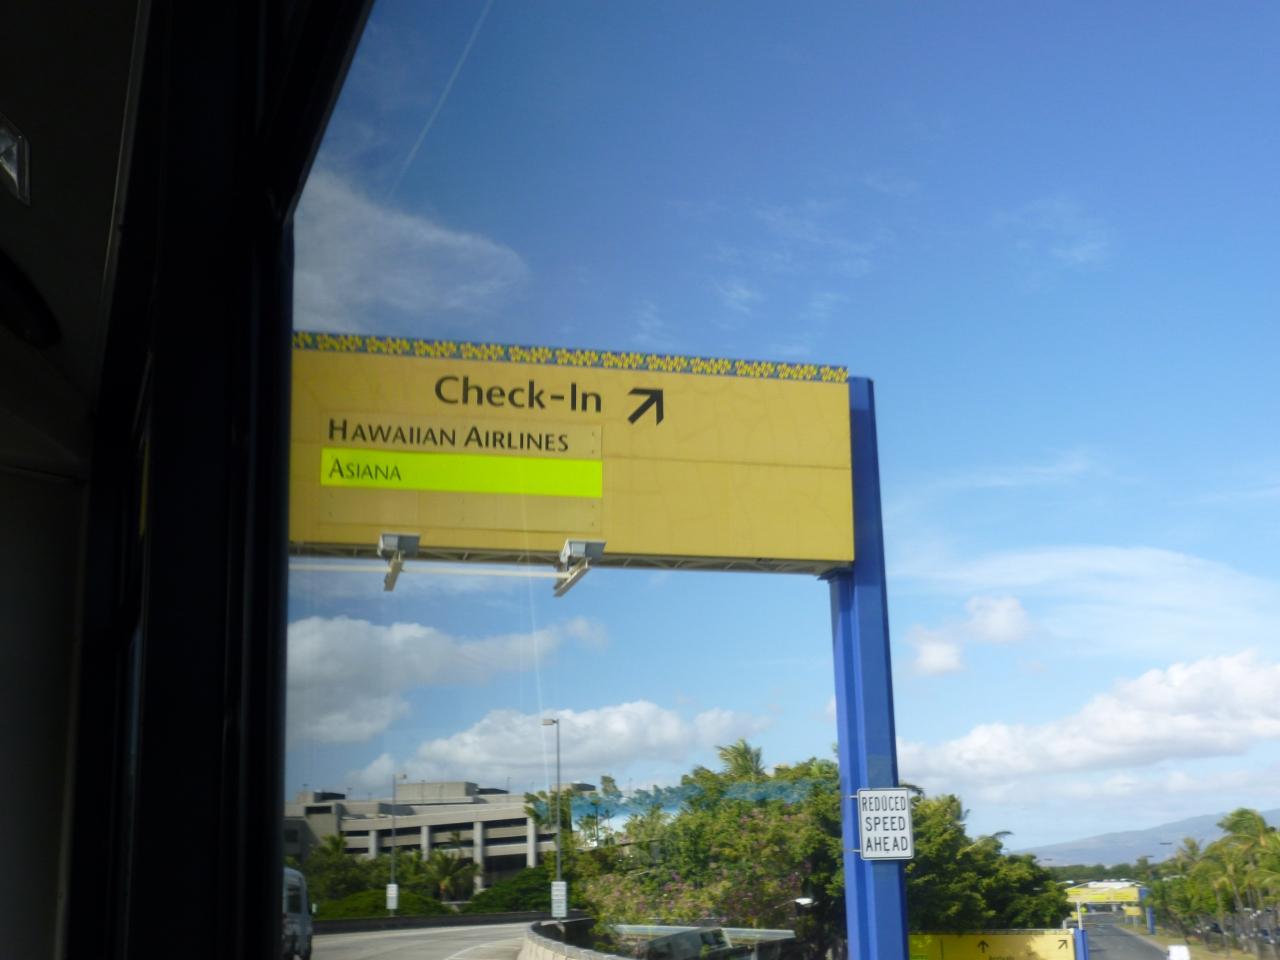 Check-In
HAWAIIAN AIRLINES
ASIANA
REDUCED
SPEED
AHEAD